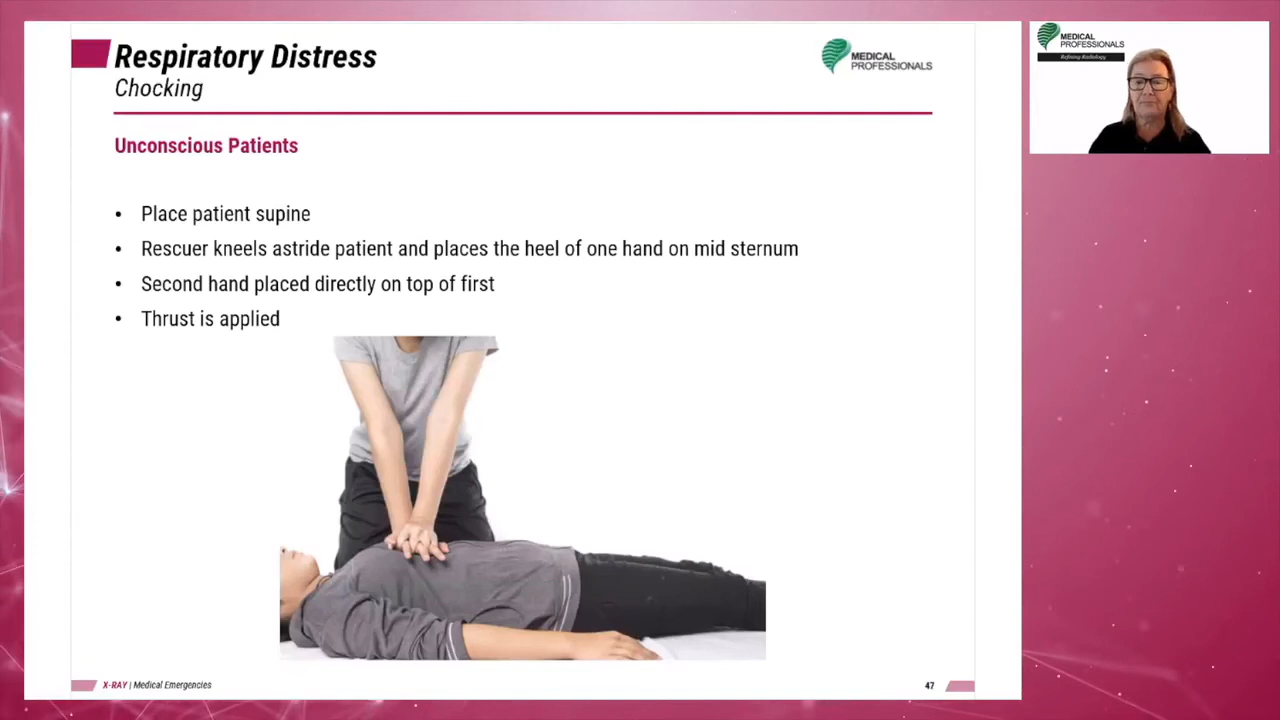 Respiratory Distress
Chocking
MEDICAL
PROFESSIONALS
Unconscious Patients
• Place patient supine
• Rescuer kneels astride patient and places the heel of one hand on mid sternum
• Second hand placed directly on top of first
• Thrust is applied
X-RAY | Medical Emergencies
47
MEDICAL
PROFESSIONALS
Refining Radiology